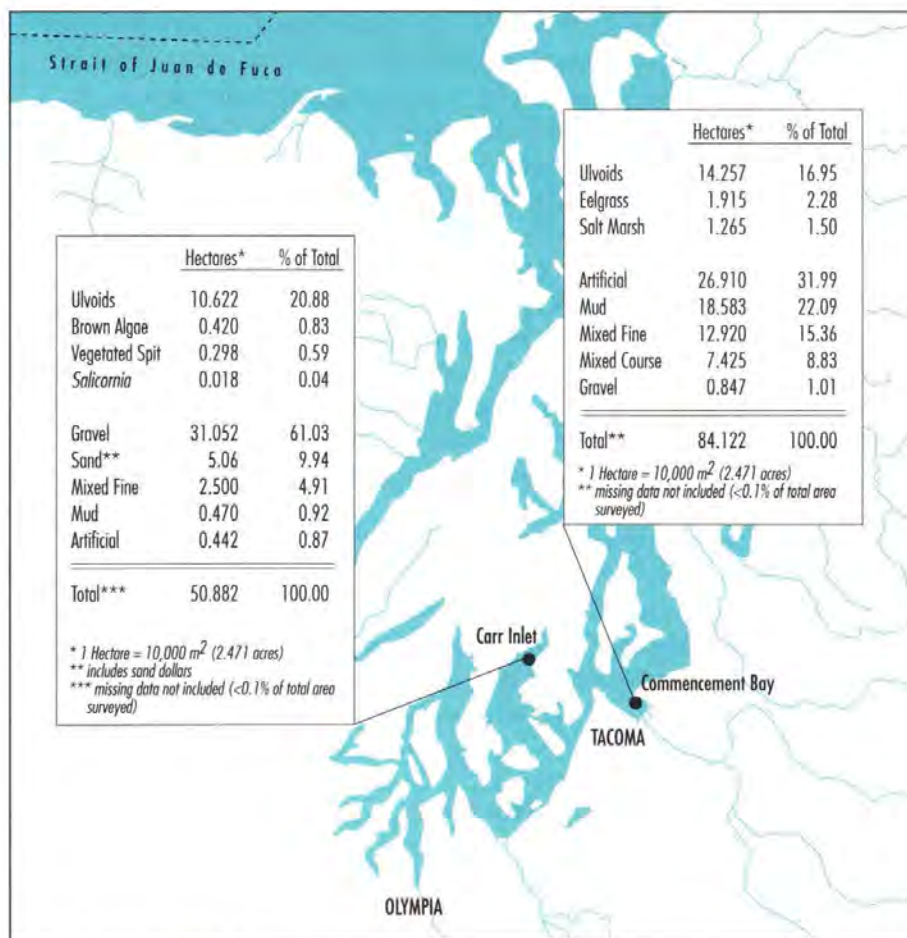 Strait of Juan de Fuca
Hectares* % of Total
Ulvoids 14.257 16.95
Eelgrass 1.915 2.28
Salt Marsh 1.265 1.50
Artificial 26.910 31.99
Mud 18.583 22.09
Mixed Fine 12.920 15.36
Mixed Course 7.425 8.83
Gravel 0.847 1.01
Total** 84.122 100.00
* 1 Hectare = 10,000 m² (2.471 acres)
** missing data not included (<0.1% of total area
surveyed)
Hectares* % of Total
Ulvoids 10.622 20.88
Brown Algae 0.420 0.83
Vegetated Spit 0.298 0.59
Salicornia 0.018 0.04
Gravel 31.052 61.03
Sand** 5.06 9.94
Mixed Fine 2.500 4.91
Mud 0.470 0.92
Artificial 0.442 0.87
Total*** 50.882 100.00
* 1 Hectare = 10,000 m² (2.471 acres)
** includes sand dollars
*** missing data not included (<0.1% of total area
surveyed)
Carr Inlet
Commencement Bay
TACOMA
OLYMPIA